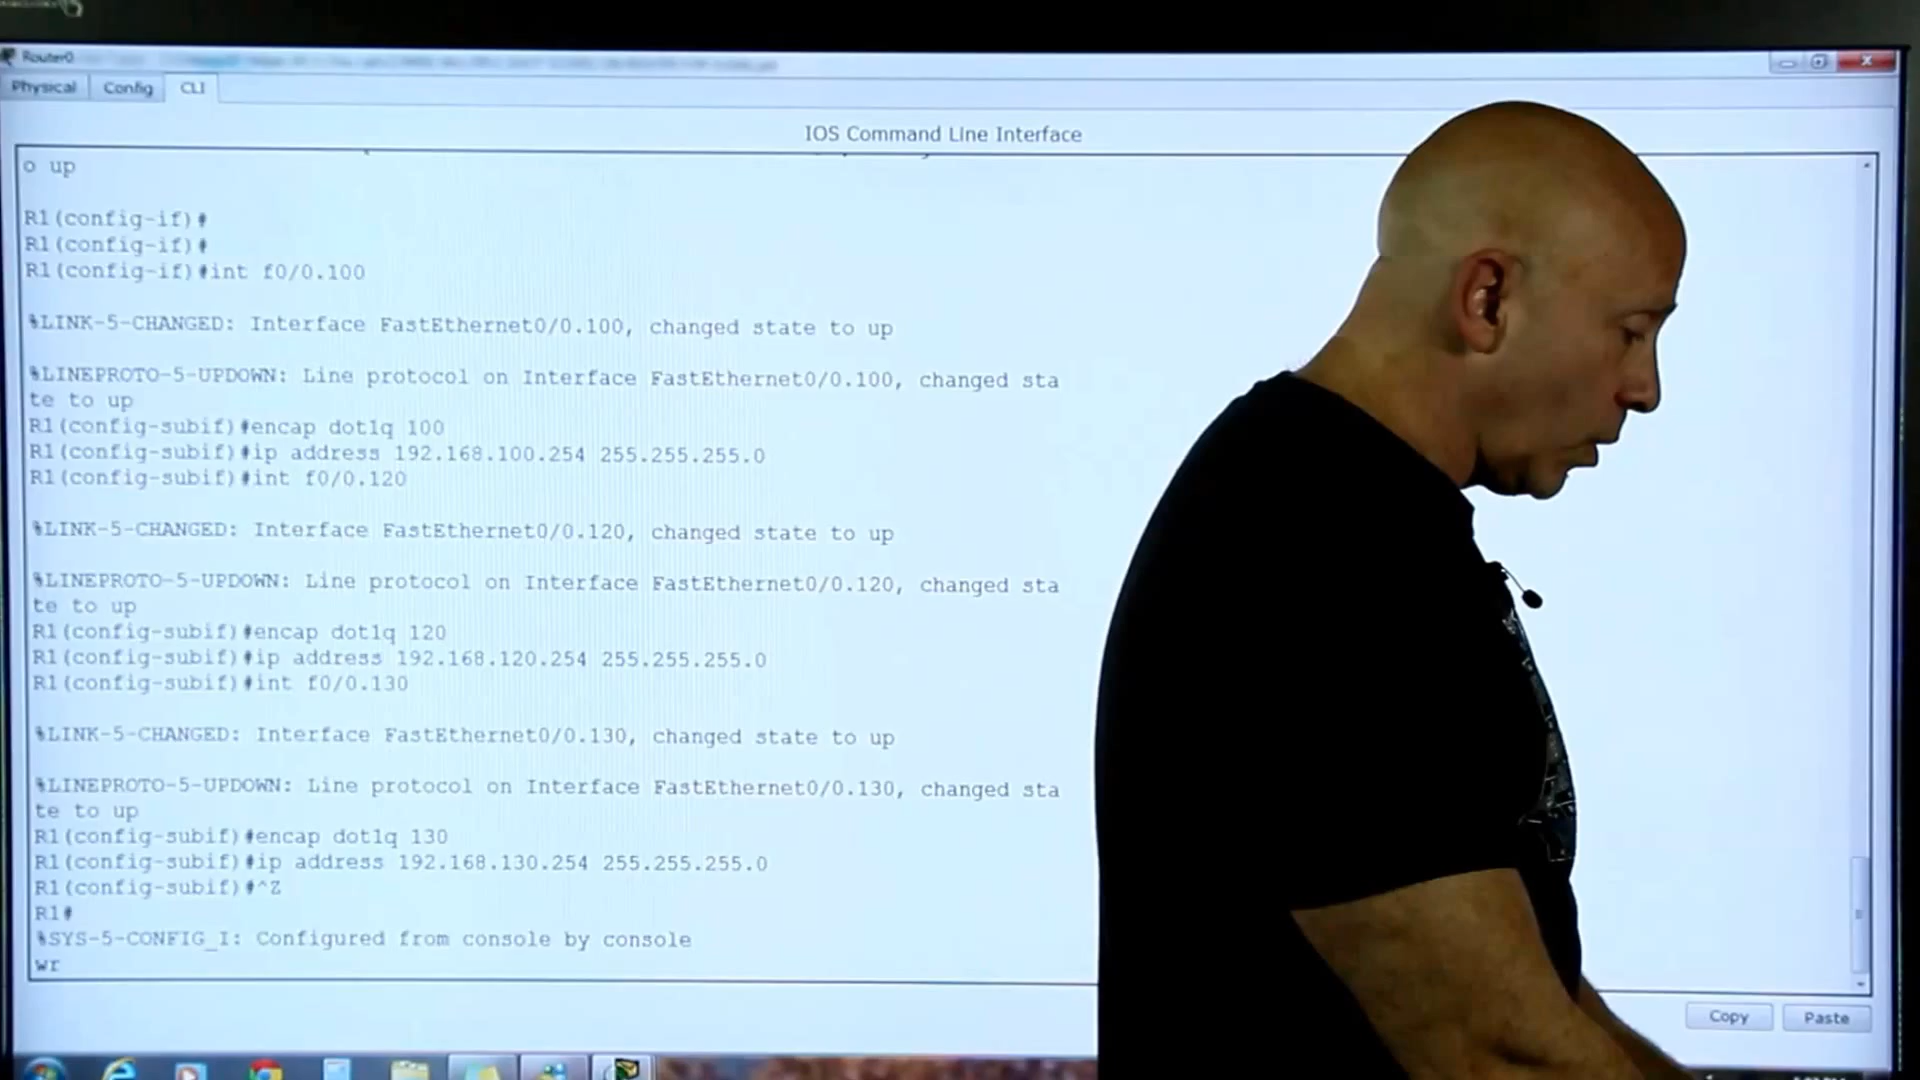 Router0
Physical Config CLI
IOS Command Line Interface
o up
R1(config-if)#
R1(config-if)#
R1(config-if)#int f0/0.100
%LINK-5-CHANGED: Interface FastEthernet0/0.100, changed state to up
%LINEPROTO-5-UPDOWN: Line protocol on Interface FastEthernet0/0.100, changed sta
te to up
R1(config-subif)#encap dot1q 100
R1(config-subif)#ip address 192.168.100.254 255.255.255.0
R1(config-subif)#int f0/0.120
%LINK-5-CHANGED: Interface FastEthernet0/0.120, changed state to up
%LINEPROTO-5-UPDOWN: Line protocol on Interface FastEthernet0/0.120, changed sta
te to up
R1(config-subif)#encap dot1q 120
R1(config-subif)#ip address 192.168.120.254 255.255.255.0
R1(config-subif)#int f0/0.130
%LINK-5-CHANGED: Interface FastEthernet0/0.130, changed state to up
%LINEPROTO-5-UPDOWN: Line protocol on Interface FastEthernet0/0.130, changed sta
te to up
R1(config-subif)#encap dot1q 130
R1(config-subif)#ip address 192.168.130.254 255.255.255.0
R1(config-subif)#^Z
R1#
%SYS-5-CONFIG_I: Configured from console by console
wr
Copy Paste